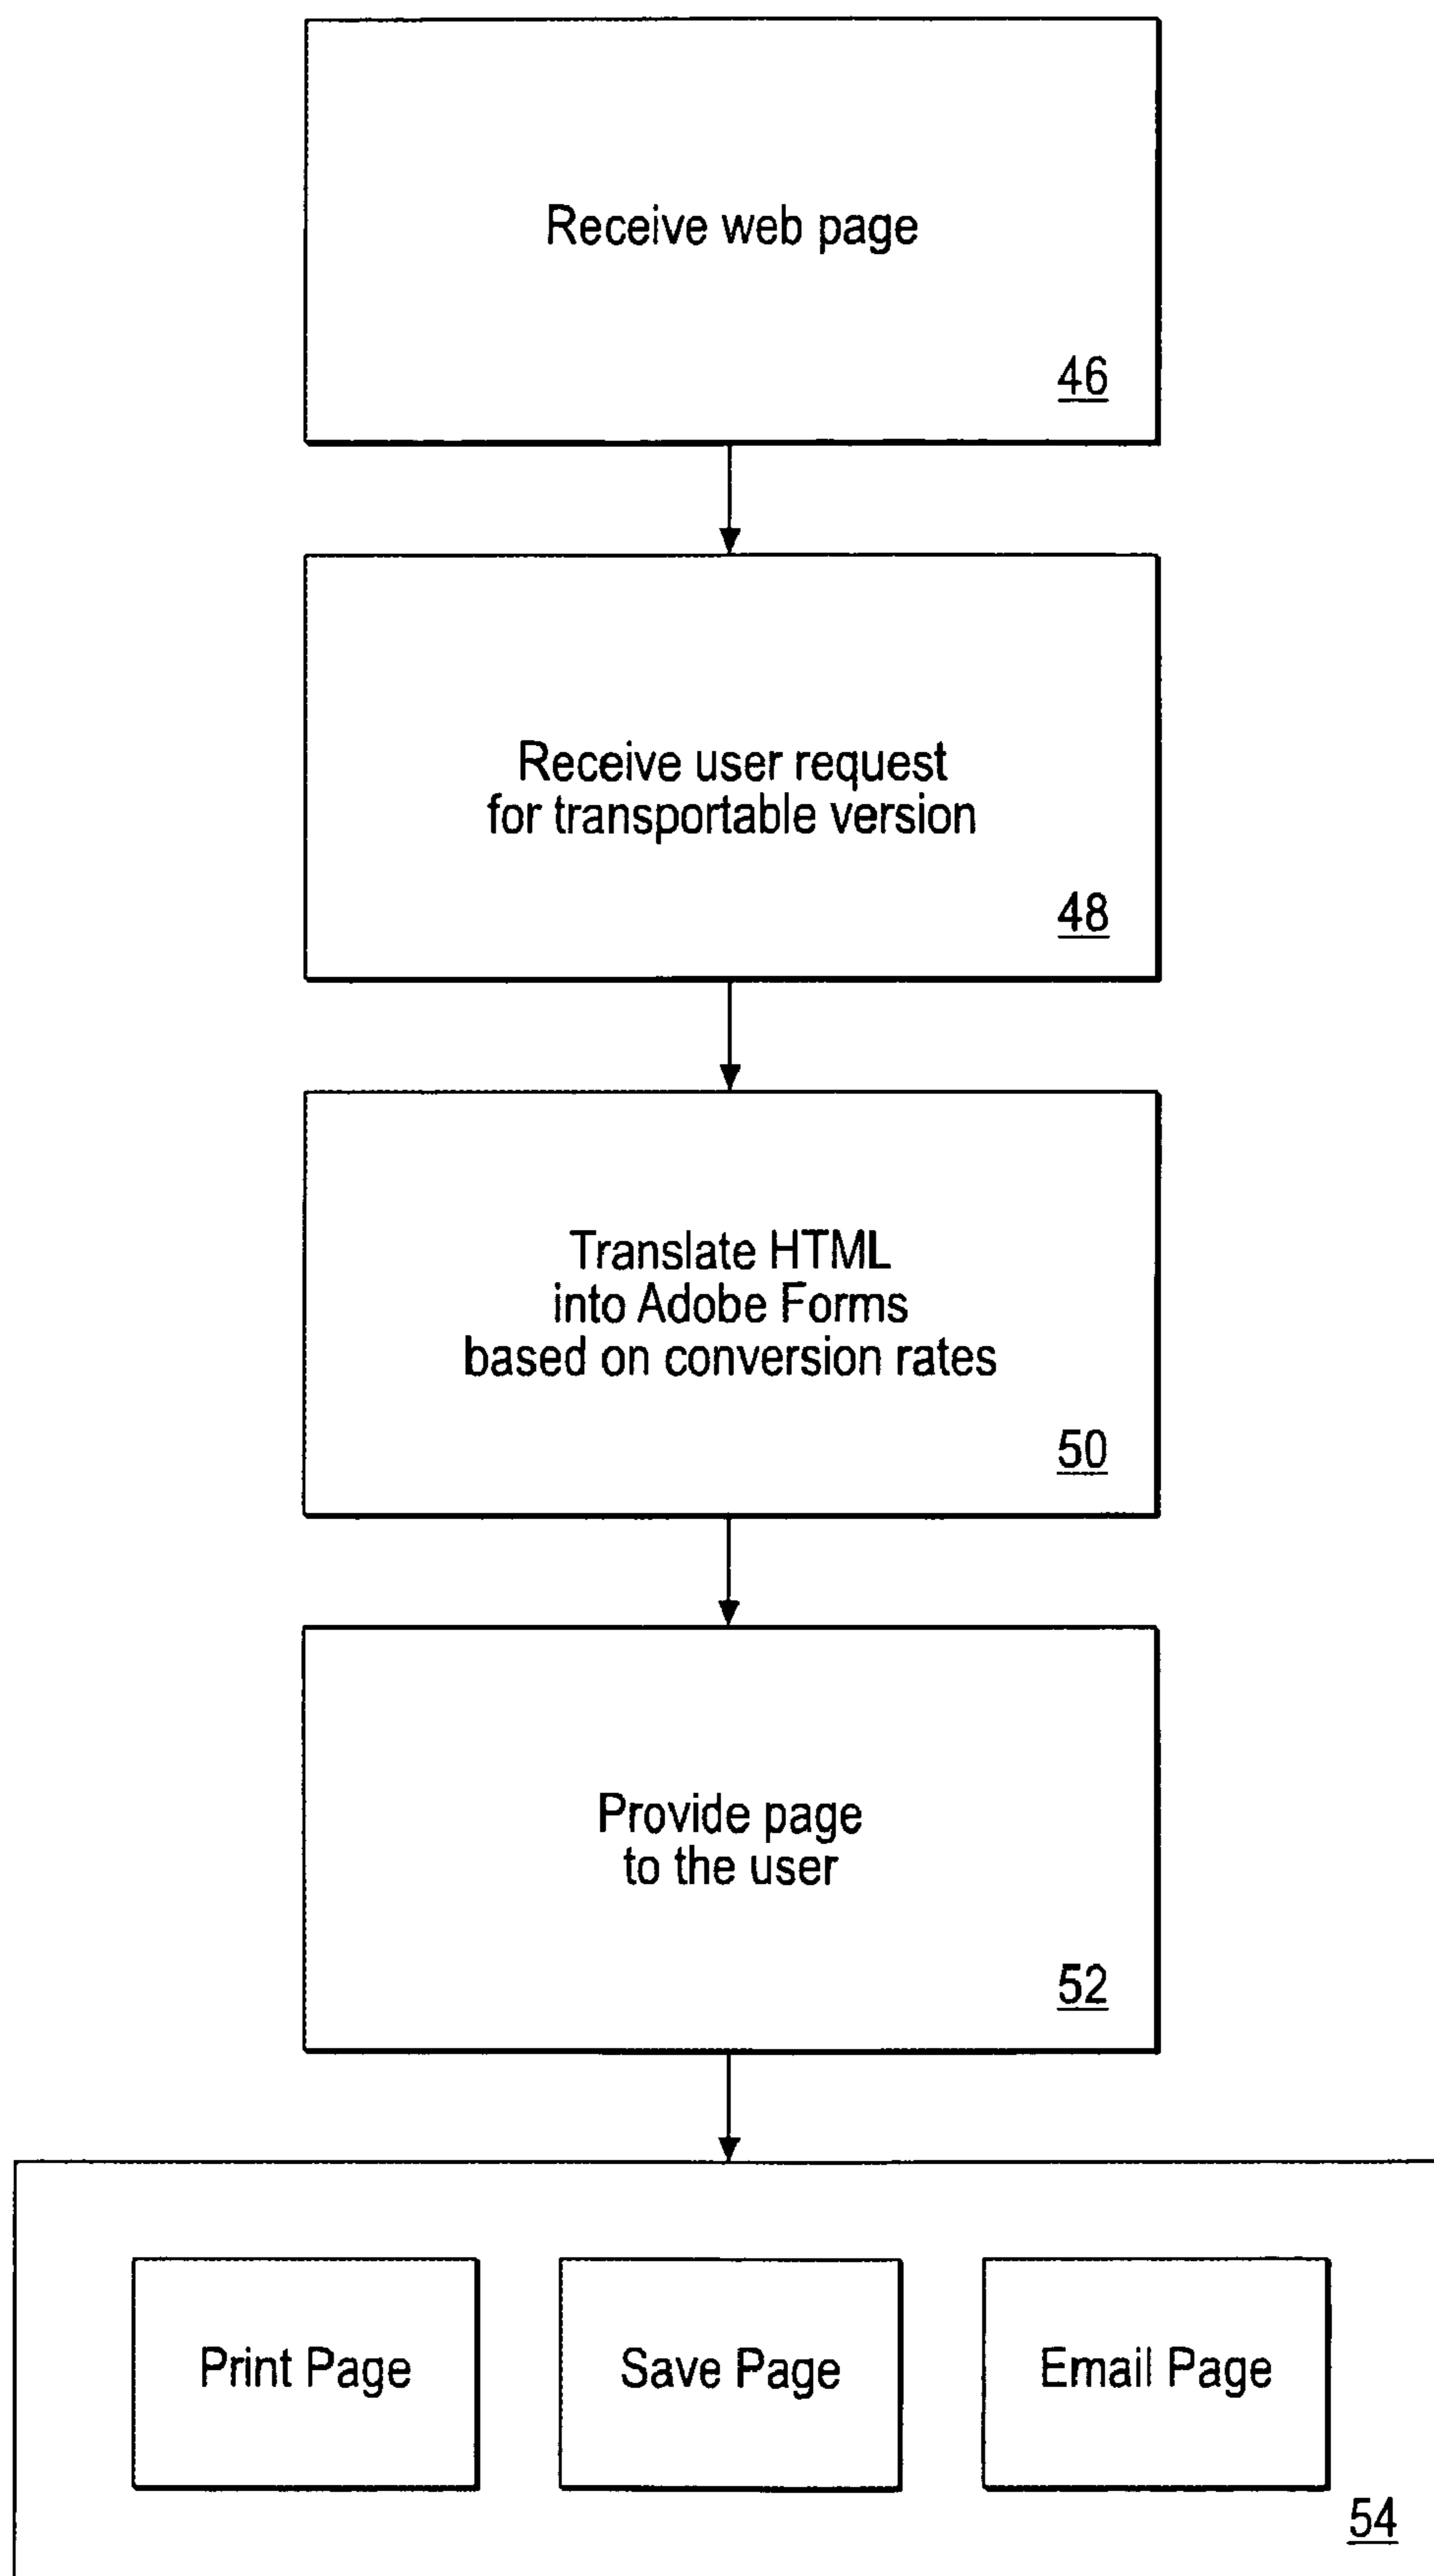 Receive web page
46
Receive user request
for transportable version
48
Translate HTML
into Adobe Forms
based on conversion rates
50
Provide page
to the user
52
Print Page
Save Page
Email Page
54